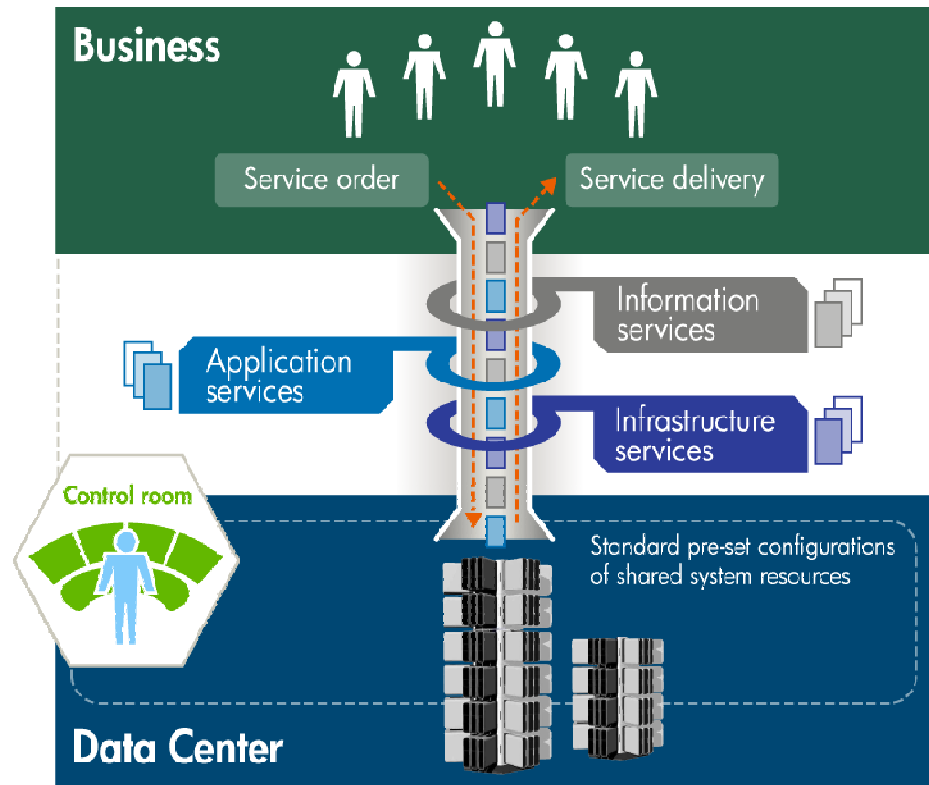 Business
Service order
Service delivery
Information
services
Application
services
Infrastructure
services
Control room
Standard pre-set configurations
of shared system resources
Data Center